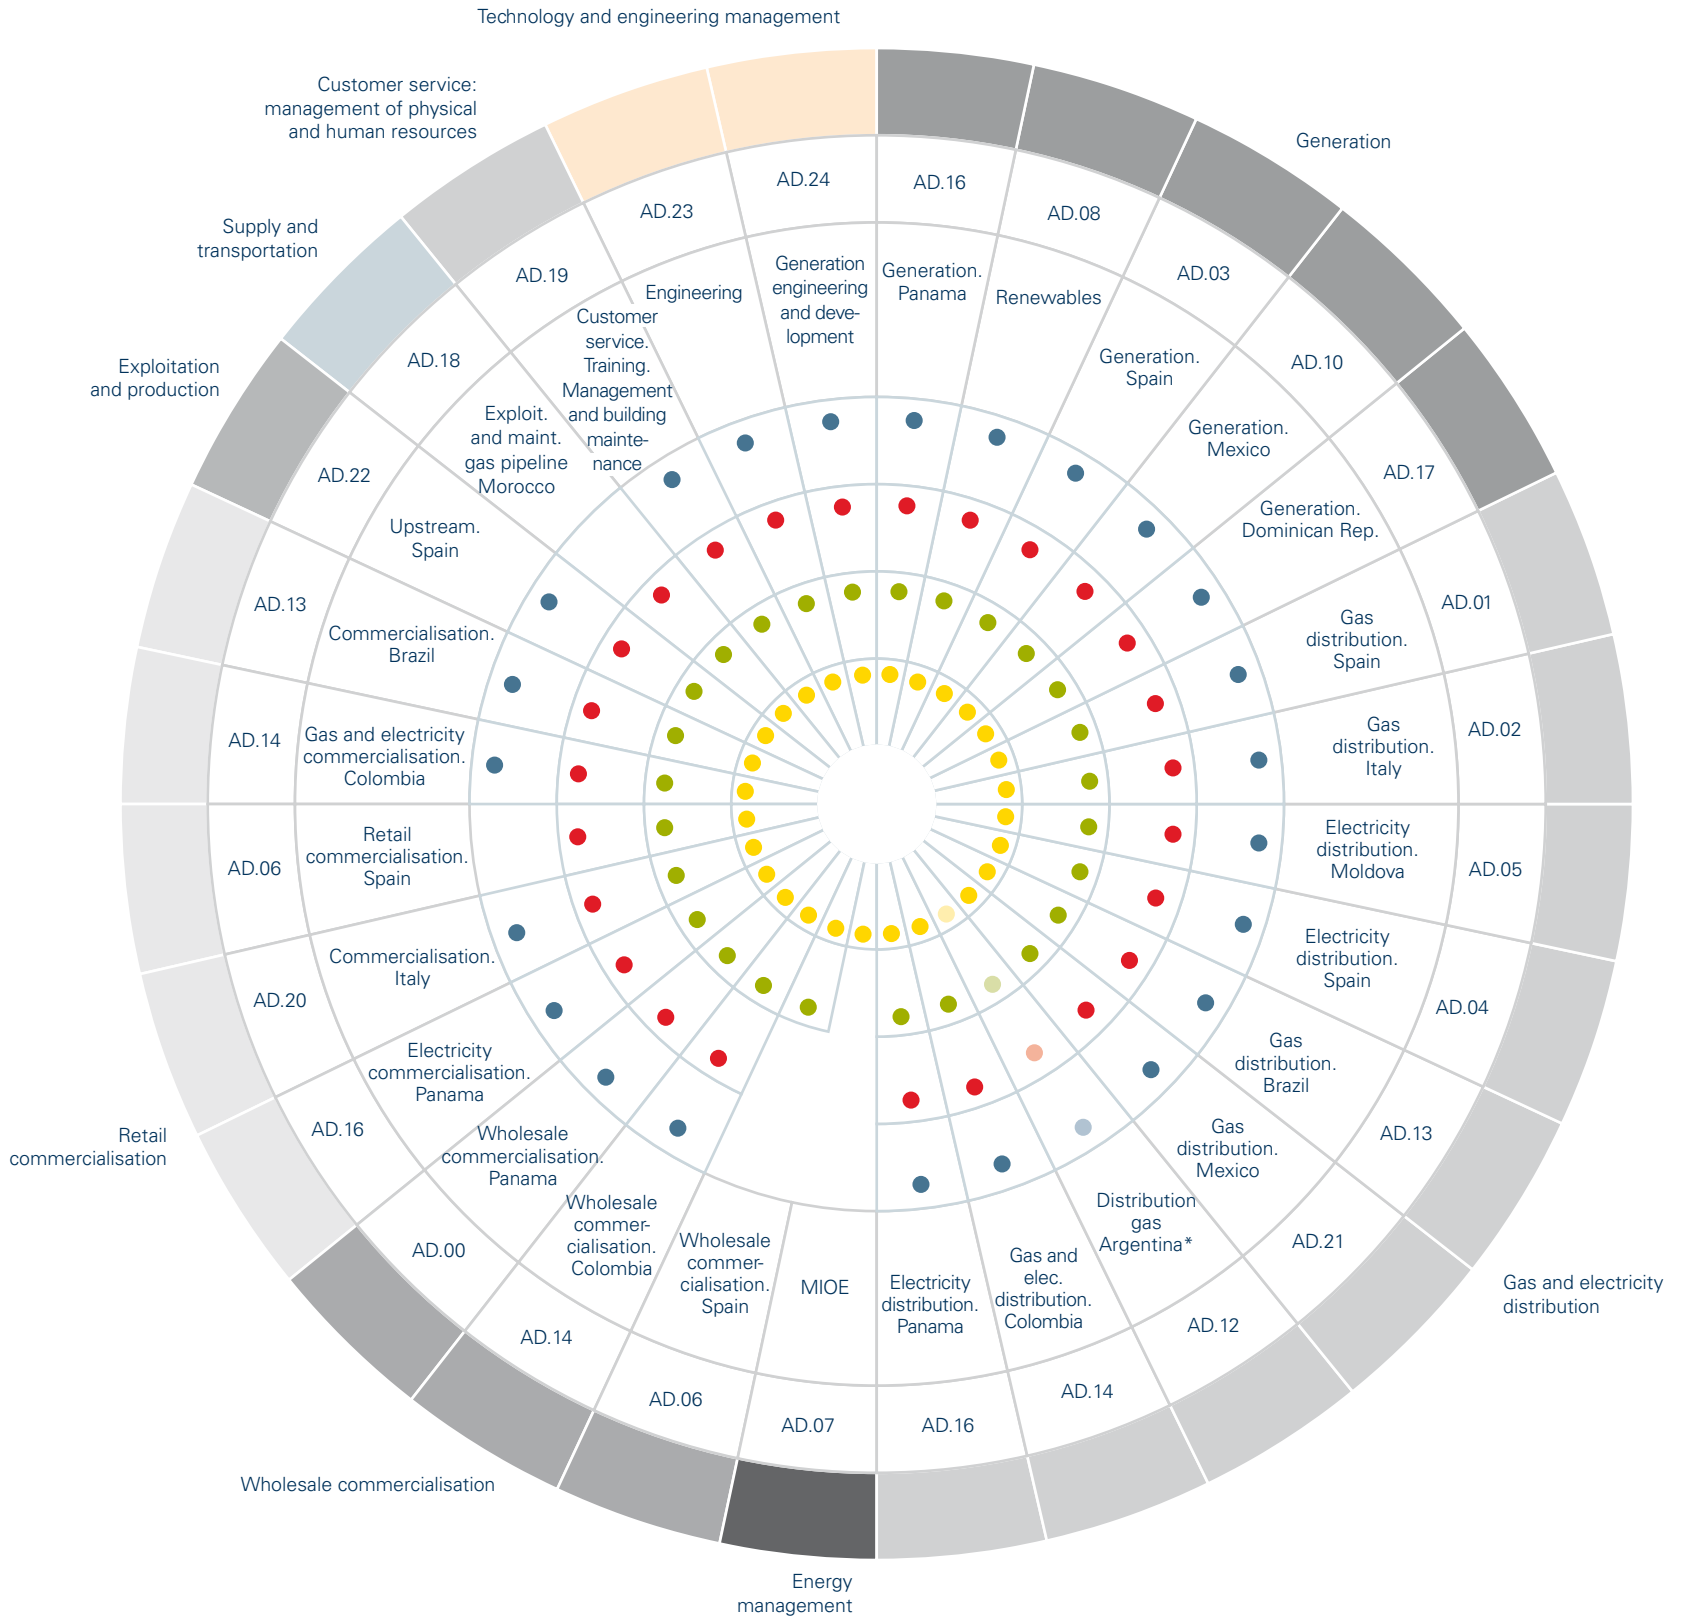 Technology and engineering management
Customer service:
management of physical
and human resources
Supply and
transportation
Exploitation
and production
Retail
commercialisation
Wholesale commercialisation
Energy
management
Gas and electricity
distribution
Generation
AD.16
Generation.
Panama
AD.08
Renewables
AD.03
Generation.
Spain
AD.10
Generation.
Mexico
AD.17
Generation.
Dominican Rep.
AD.01
Gas
distribution.
Spain
AD.02
Gas
distribution.
Italy
AD.05
Electricity
distribution.
Moldova
AD.04
Electricity
distribution.
Spain
AD.13
Gas
distribution.
Brazil
AD.21
Gas
distribution.
Mexico
AD.12
Distribution
gas
Argentina*
AD.14
Gas and
elec.
distribution.
Colombia
AD.16
Electricity
distribution.
Panama
AD.07
MIOE
AD.06
Wholesale
commer-
cialisation.
Spain
AD.14
Wholesale
commer-
cialisation.
Colombia
AD.00
Wholesale
commercialisation.
Panama
AD.16
Electricity
commercialisation.
Panama
AD.20
Commercialisation.
Italy
AD.06
Retail
commercialisation.
Spain
AD.14
Gas and electricity
commercialisation.
Colombia
AD.13
Commercialisation.
Brazil
AD.22
Upstream.
Spain
AD.18
Exploit.
and maint.
gas pipeline
Morocco
AD.19
Customer
service.
Training.
Management
and building
mainte-
nance
AD.23
Engineering
AD.24
Generation
engineering
and deve-
lopment